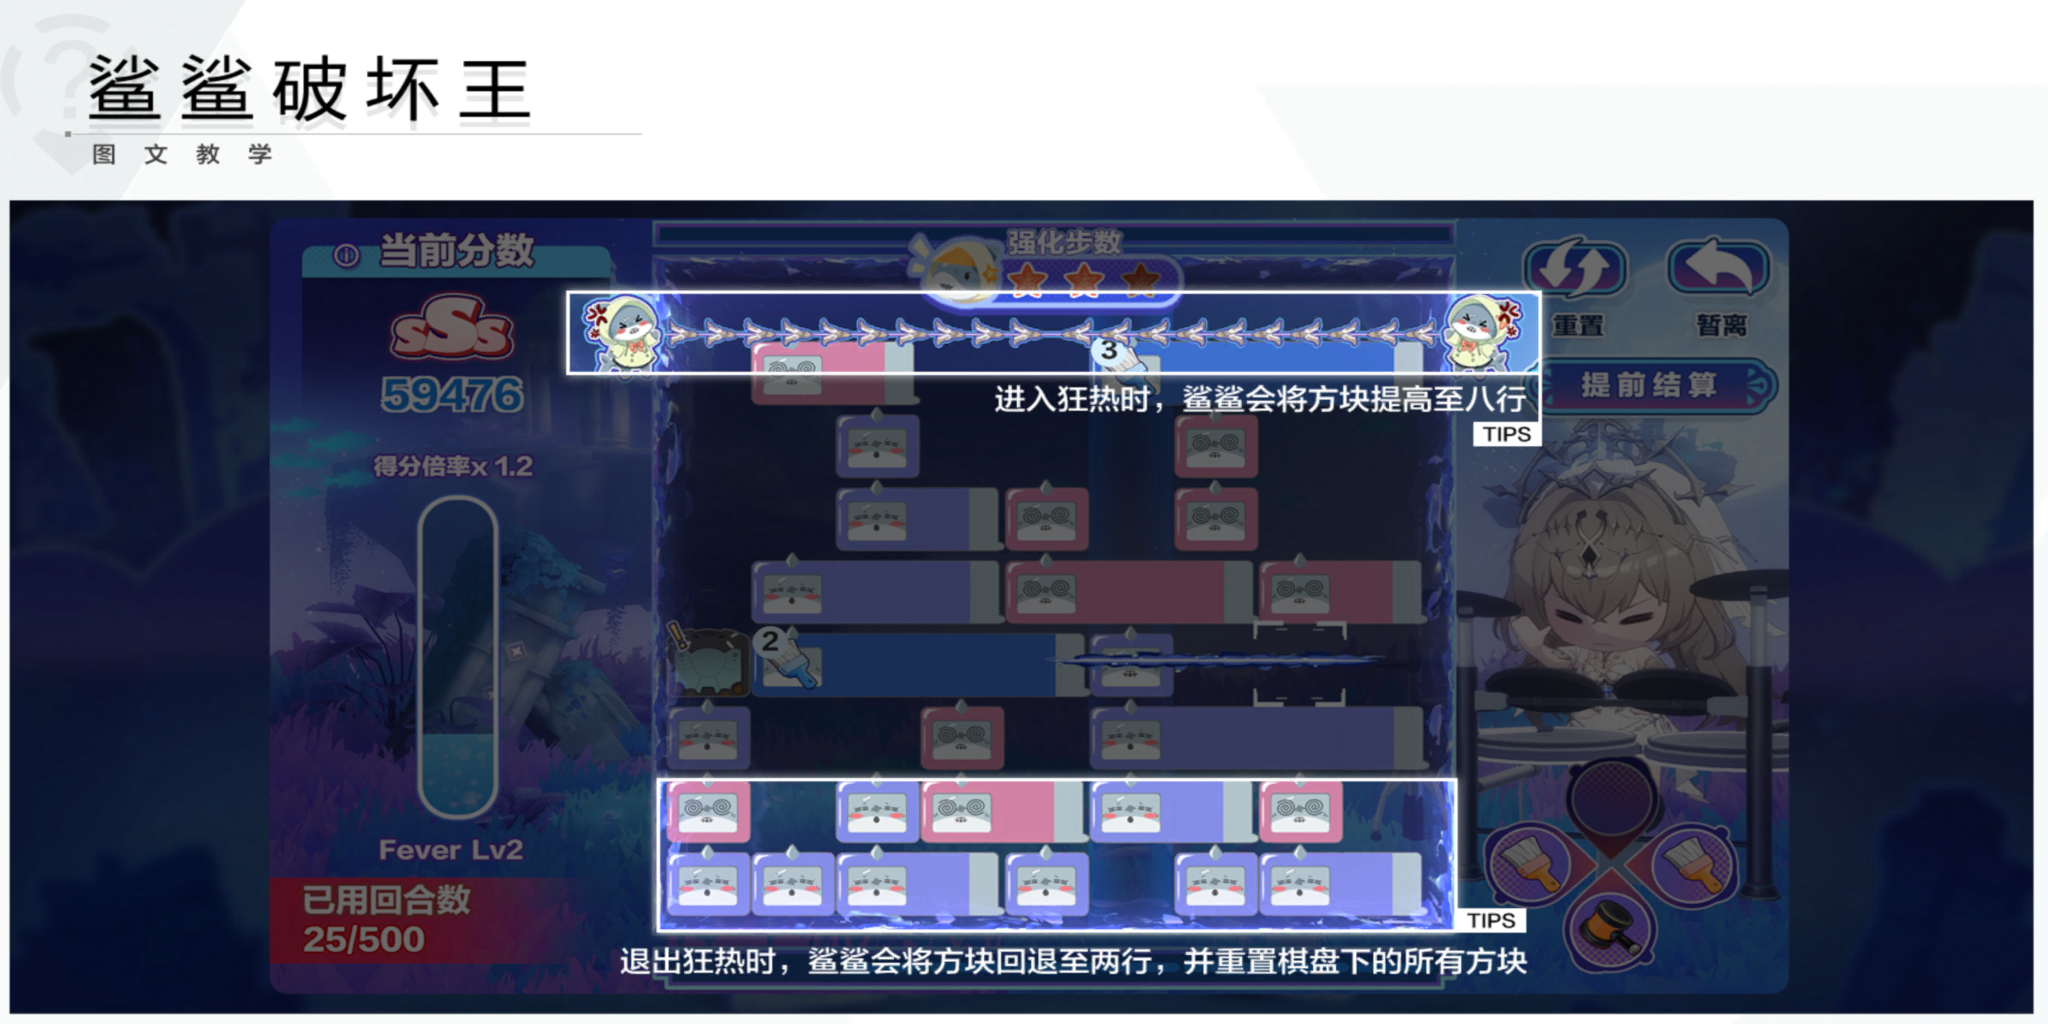 鲨鲨破坏王
图文教学
当前分数
SSS
59476
得分倍率x 1.2
Fever Lv2
已用回合数
25/500
强化步数
3
进入狂热时，鲨鲨会将方块提高至八行
TIPS
2
TIPS
退出狂热时，鲨鲨会将方块回退至两行，并重置棋盘下的所有方块
重置
暂离
提前结算